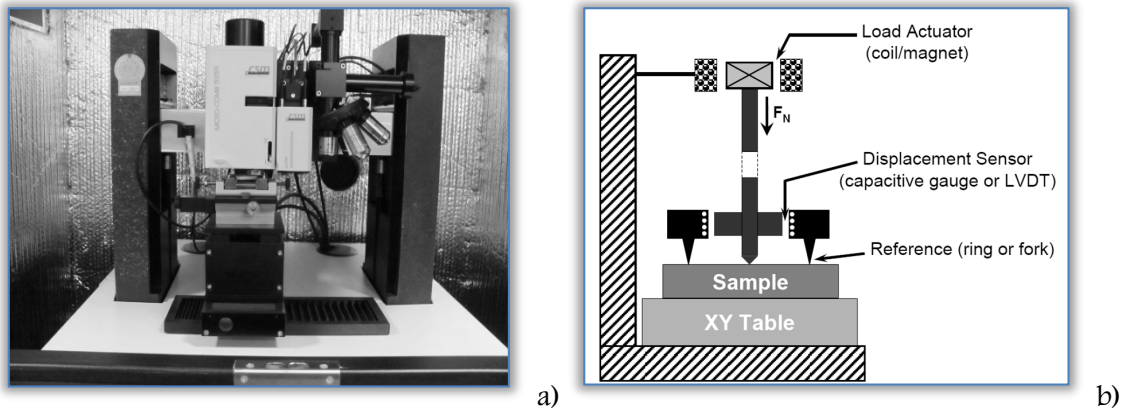 csm
csm
a)
Load Actuator
(coil/magnet)
FN
Displacement Sensor
(capacitive gauge or LVDT)
Reference (ring or fork)
Sample
XY Table
b)